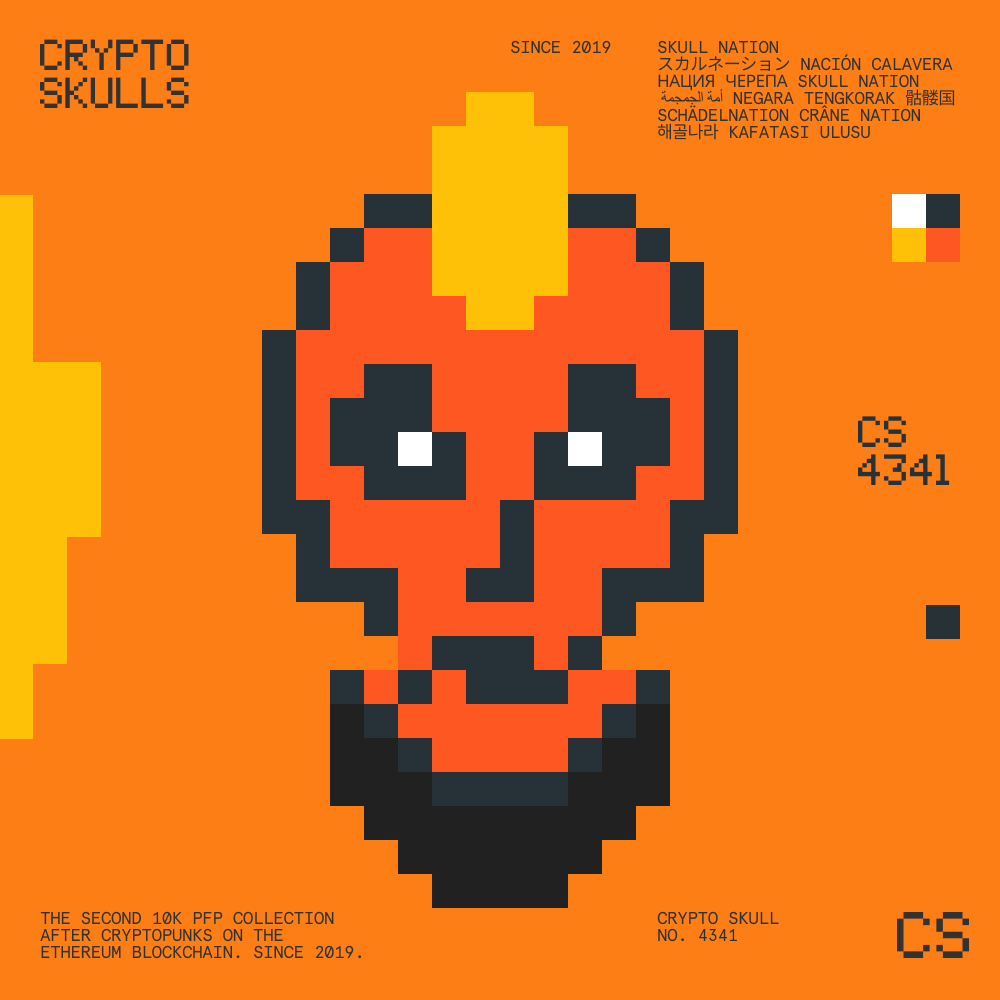 CRYPTO
SKULLS
SINCE 2019
SKULL NATION
スカルネーション NACIÓN CALAVERA
НАЦИЯ ЧЕРЕПА SKULL NATION
أمة الجمجمة NEGARA TENGKORAK 骷髅国
SCHÄDELNATION CRÂNE NATION
해골나라 KAFATASI ULUSU
CS
4341
THE SECOND 10K PFP COLLECTION
AFTER CRYPTOPUNKS ON THE
ETHEREUM BLOCKCHAIN. SINCE 2019.
CRYPTO SKULL
NO. 4341
CS